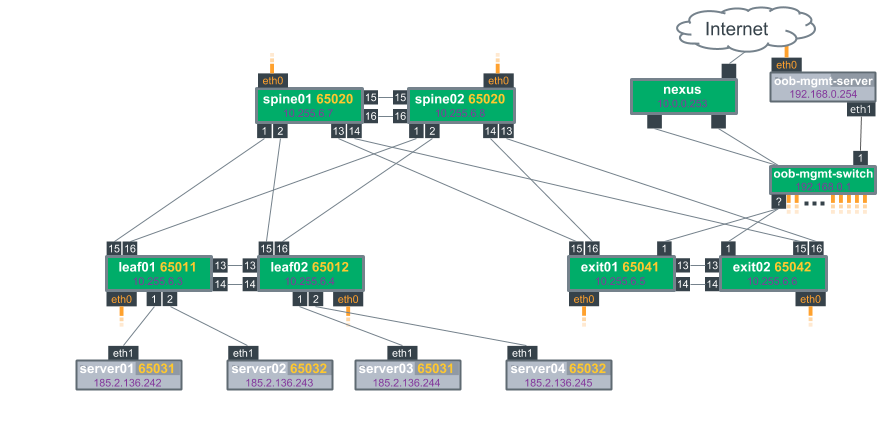 Internet
eth0
oob-mgmt-server
192.168.0.254
eth1
nexus
10.0.0.253
1
oob-mgmt-switch
192.168.0.1
?
eth0
spine01 65020
10.255.6.7
15
16
1 2 13 14
eth0
15
16
spine02 65020
10.255.6.8
1 2 14 13
15 16
leaf01 65011
10.255.6.3
13
14
eth0
1 2
15 16
13
14
leaf02 65012
10.255.6.4
1 2
eth0
15 16
1
exit01 65041
10.255.6.5
13
14
eth0
1
15 16
13
14
exit02 65042
10.255.6.6
eth0
eth1
server01 65031
185.2.136.242
eth1
server02 65032
185.2.136.243
eth1
server03 65031
185.2.136.244
eth1
server04 65032
185.2.136.245